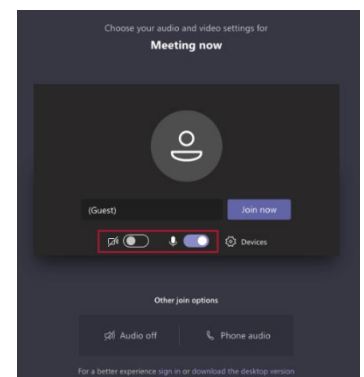 Choose your audio and video settings for
Meeting now
(Guest)
Join now
Devices
Other join options
Audio off
Phone audio
For a better experience sign in or download the desktop version